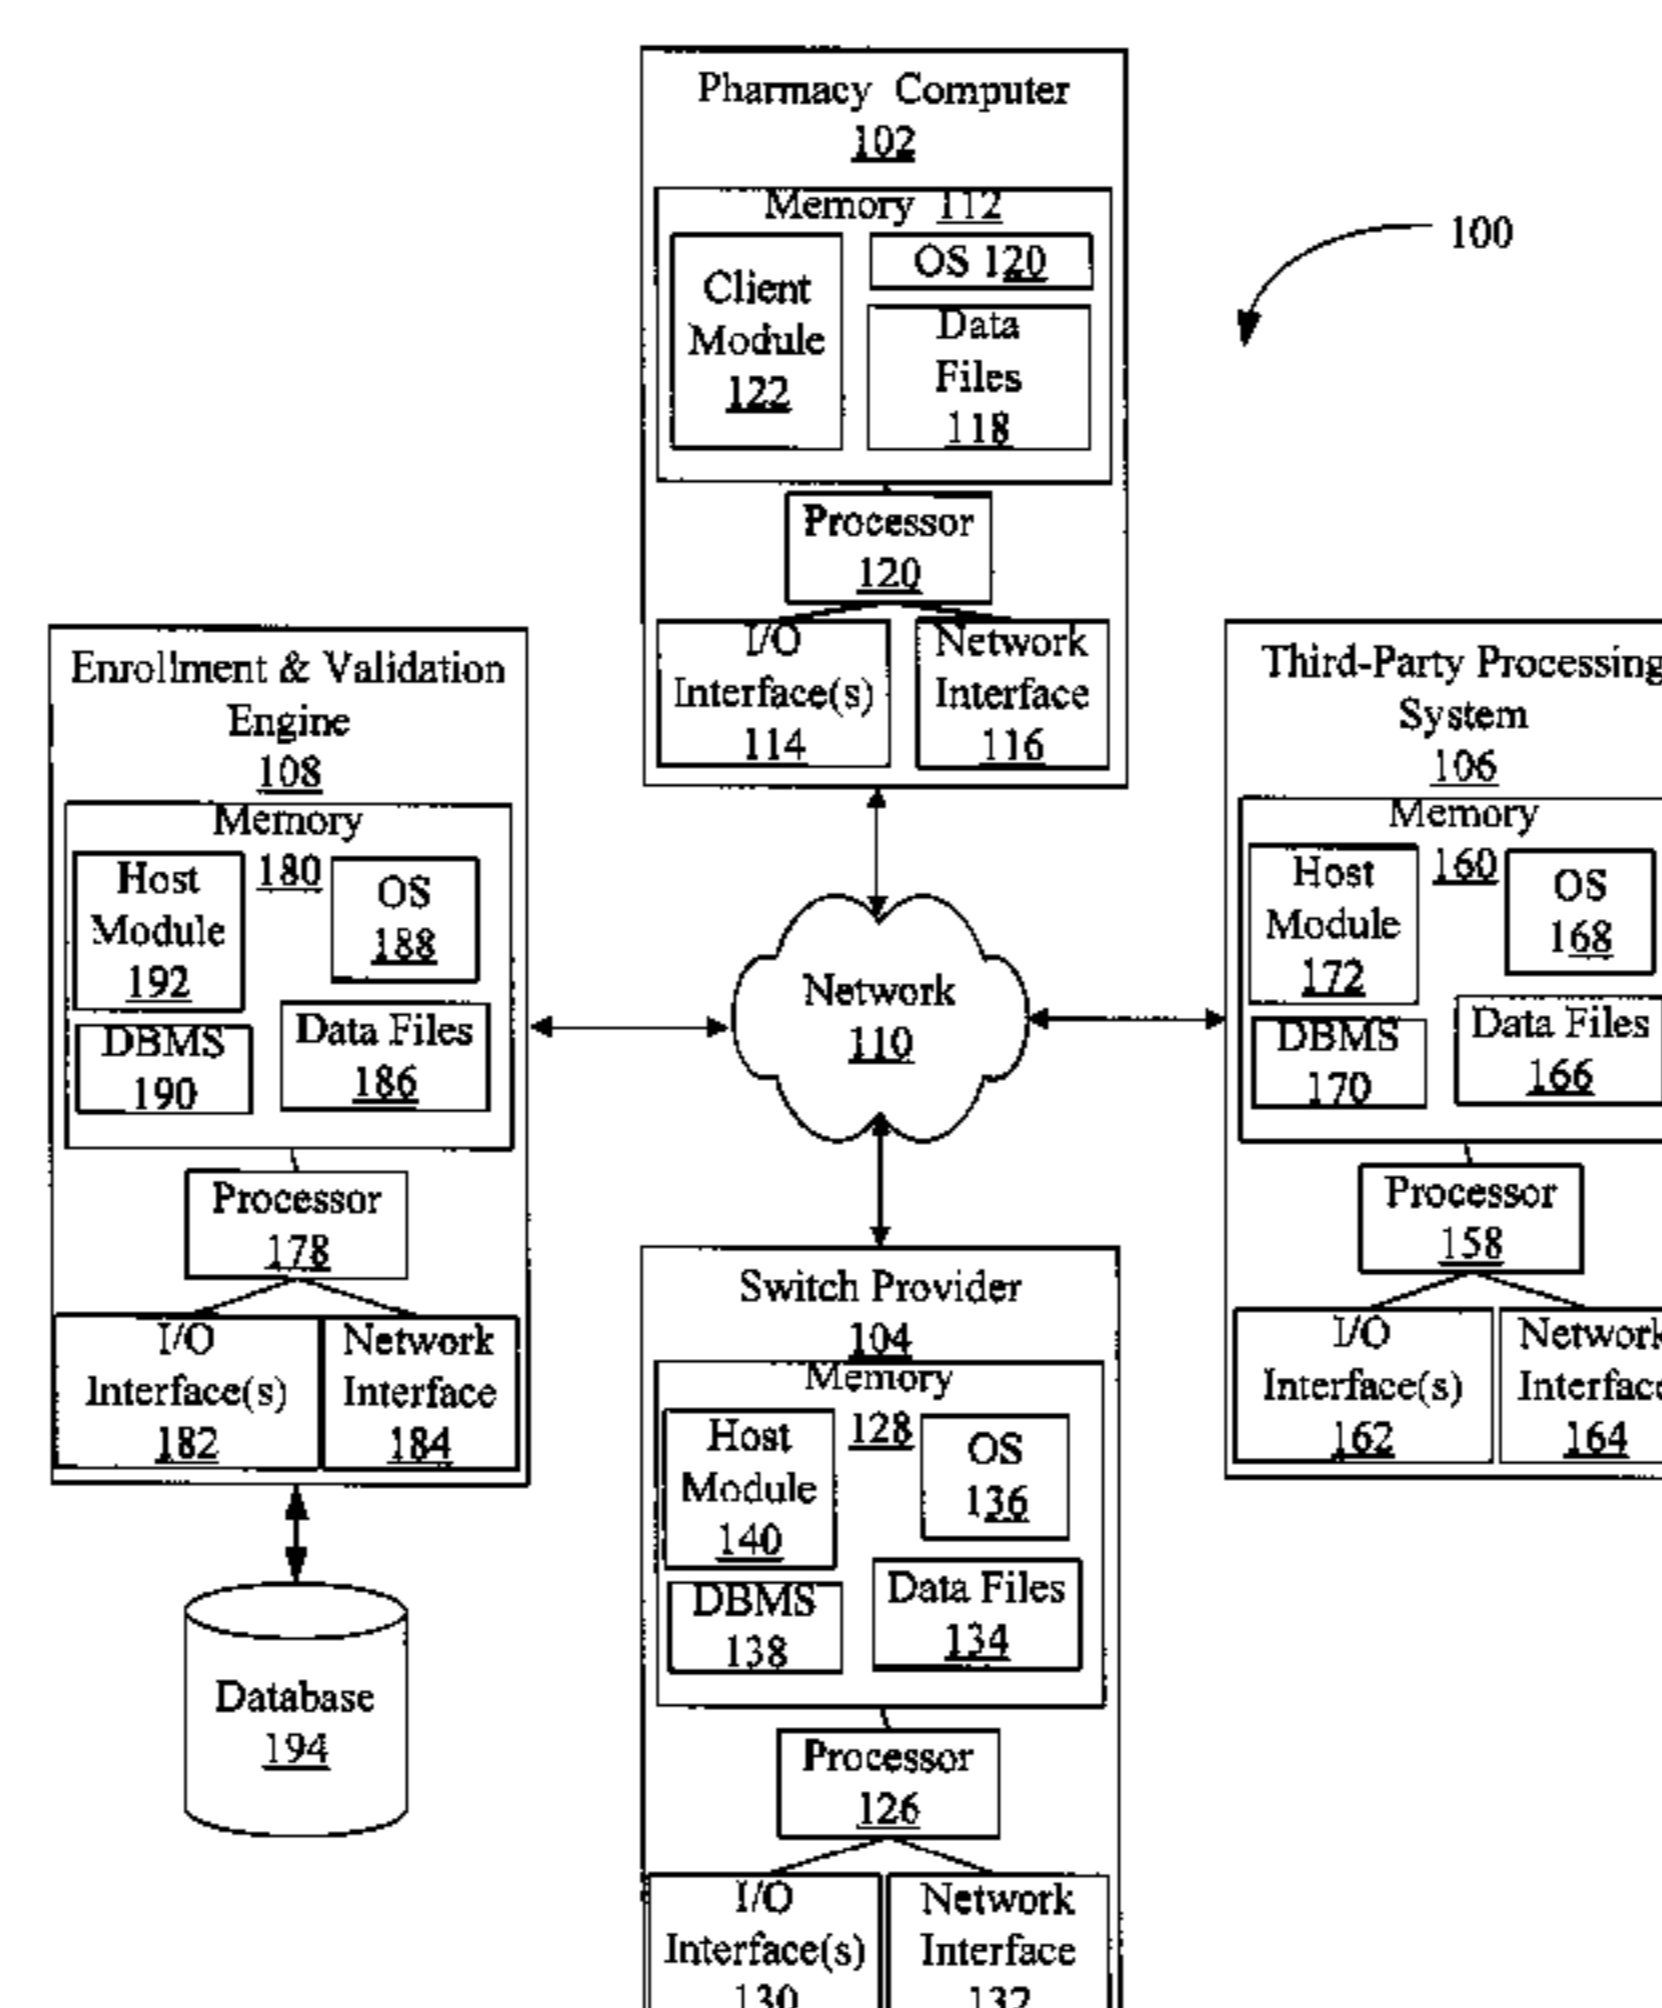 Pharmacy Computer
102
Memory 112
Client
Module
122
OS 120
Data
Files
118
Processor
120
I/O
Interface(s)
114
Network
Interface
116
100
Enrollment & Validation
Engine
108
Memory
180
Host
Module
192
OS
188
DBMS
190
Data Files
186
Processor
178
I/O
Interface(s)
182
Network
Interface
184
Database
194
Network
110
Third-Party Processing
System
106
Memory
160
Host
Module
172
OS
168
DBMS
170
Data Files
166
Processor
158
I/O
Interface(s)
162
Network
Interface
164
Switch Provider
104
Memory
128
Host
Module
140
OS
136
DBMS
138
Data Files
134
Processor
126
I/O
Interface(s)
130
Network
Interface
132